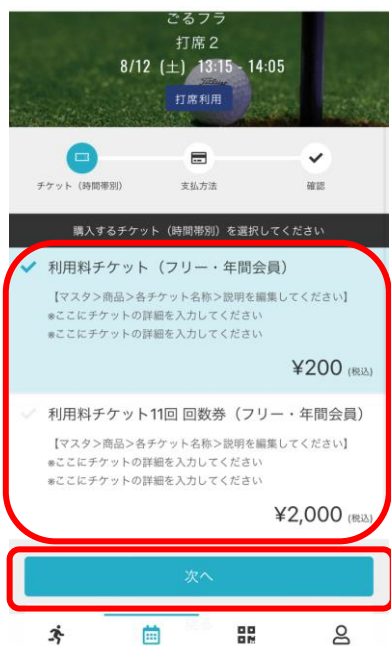 ごるフラ
打席２
8/12 (土) 13:15 - 14:05
打席利用
チケット（時間帯別）
支払方法
確認
購入するチケット（時間帯別）を選択してください
利用料チケット（フリー・年間会員）
【マスタ>商品>各チケット名称>説明を編集してください】
※ここにチケットの詳細を入力してください
※ここにチケットの詳細を入力してください
¥200 (税込)
利用料チケット11回 回数券（フリー・年間会員）
【マスタ>商品>各チケット名称>説明を編集してください】
※ここにチケットの詳細を入力してください
※ここにチケットの詳細を入力してください
¥2,000 (税込)
次へ